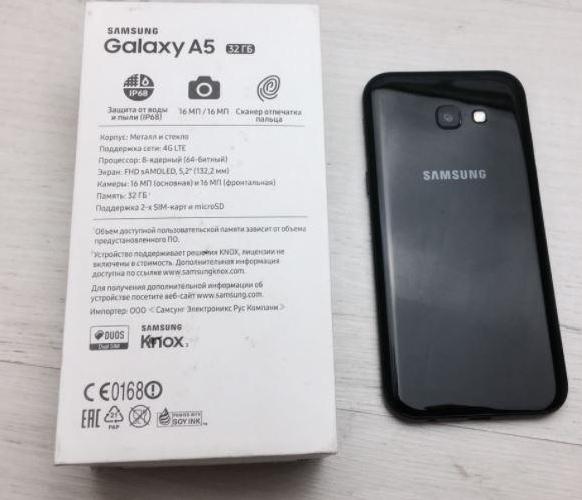 SAMSUNG
Galaxy A5 32 ГБ
IP68
Защита от воды
и пыли (IP68)
16 МП / 16 МП
Сканер отпечатка
пальца
Корпус: Металл и стекло
Поддержка сети: 4G LTE
Процессор: 8-ядерный (64-битный)
Экран: FHD sAMOLED, 5,2" (132,2 мм)
Камеры: 16 МП (основная) и 16 МП (фронтальная)
Память: 32 ГБ
Поддержка 2-х SIM-карт и microSD
Объем доступной пользовательской памяти зависит от объема
предустановленного ПО.
Устройство поддерживает решения KNOX, лицензии не
включены в стоимость. Дополнительная информация
доступна по ссылке www.samsungknox.com.
Для получения дополнительной информации об
устройстве посетите веб-сайт www.samsung.com.
Импортер: ООО <Самсунг Электроникс Рус Компани>
DUOS
Dual SIM
SAMSUNG
Knox
CE0168
EAC
21
PAP
PRINTED WITH
SOY INK
SAMSUNG